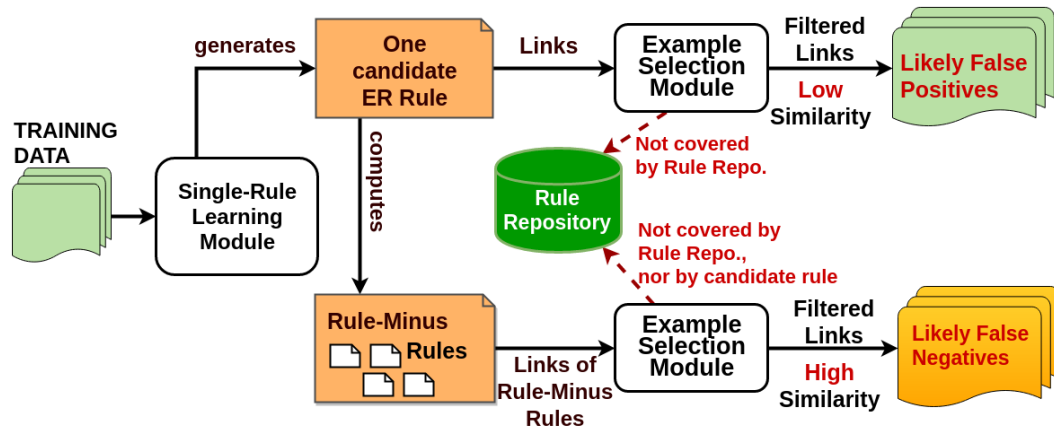 TRAINING
DATA
Single-Rule
Learning
Module
generates
One
candidate
ER Rule
computes
Links
Example
Selection
Module
Filtered
Links
Low
Similarity
Likely False
Positives
Not covered
by Rule Repo.
Rule
Repository
Not covered by
Rule Repo.,
nor by candidate rule
Rule-Minus
Rules
Links of
Rule-Minus
Rules
Example
Selection
Module
Filtered
Links
High
Similarity
Likely False
Negatives